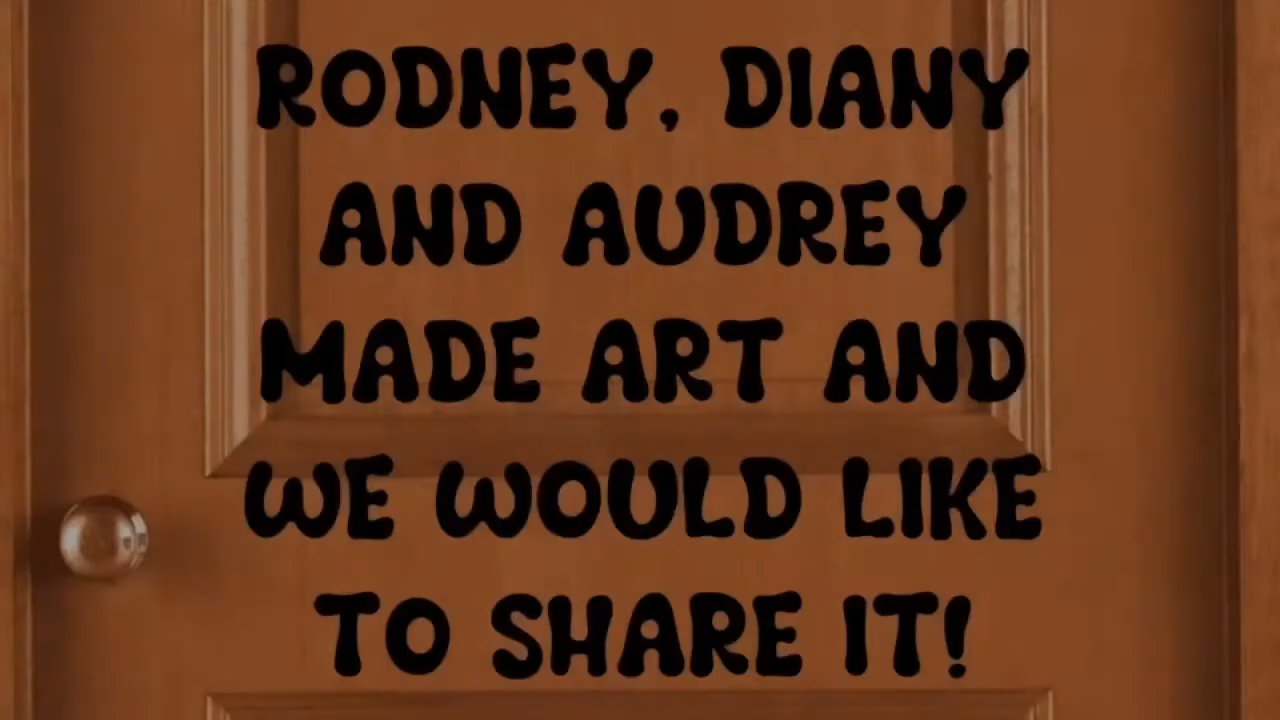 RODNEY, DIANY
AND AUDREY
MADE ART AND
WE WOULD LIKE
TO SHARE IT!